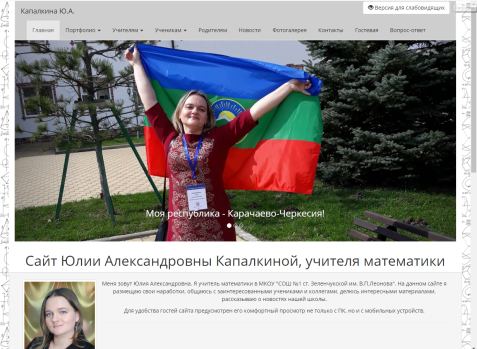 Капалкина Ю.А.
Версия для слабовидящих
Главная Портфолио Учителям Ученикам Родителям Новости Фотогалерея Контакты Гостевая Вопрос-ответ
Моя республика - Карачаево-Черкесия!
Сайт Юлии Александровны Капалкиной, учителя математики
Меня зовут Юлия Александровна. Я учитель математики в МКОУ "СОШ №1 ст. Зеленчукской им. В.П.Леонова". На данном сайте я
размещаю свои наработки, общаюсь с заинтересованными учениками и коллегами, делюсь интересными материалами,
рассказываю о новостях нашей школы.
Для удобства гостей сайта предусмотрен его комфортный просмотр не только с ПК, но и с мобильных устройств.